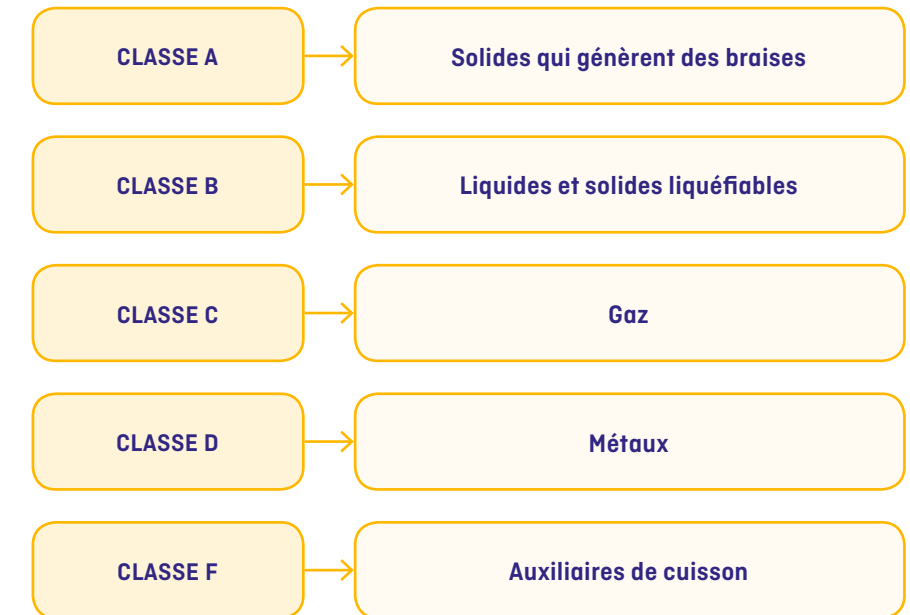 CLASSE A
Solides qui génèrent des braises
CLASSE B
Liquides et solides liquéfiables
CLASSE C
Gaz
CLASSE D
Métaux
CLASSE F
Auxiliaires de cuisson